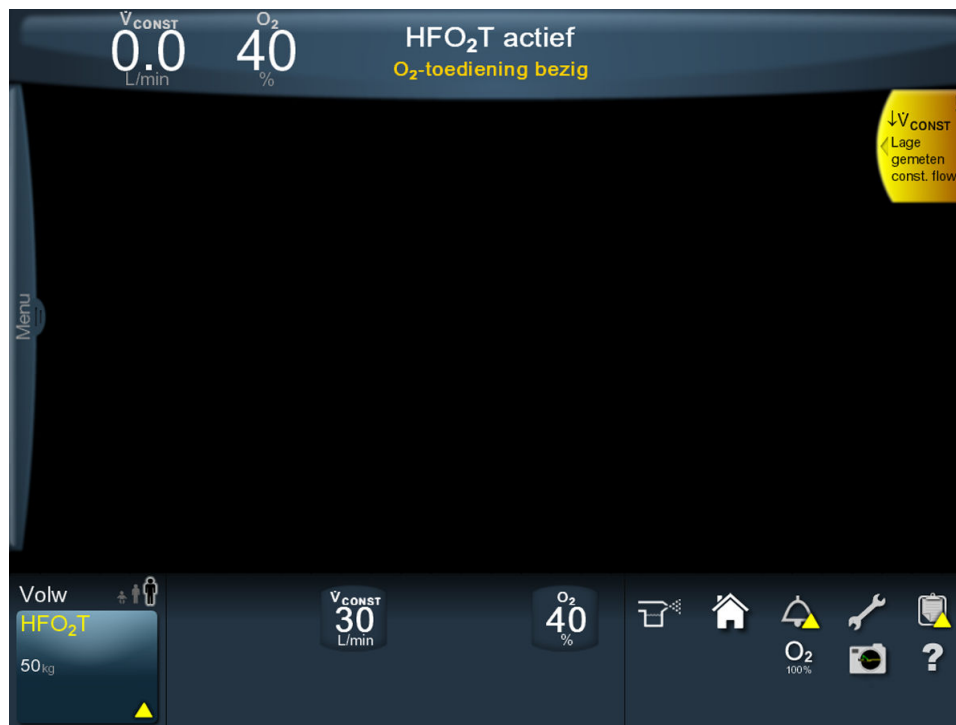 V̇CONST O₂
0.0 40
L/min %
HFO₂T actief
O₂-toediening bezig
↓V̇CONST
Lage
gemeten
const. flow
Menu
Volw
HFO₂T
50kg
V̇CONST
30
L/min
O₂
40
%
O₂
100%
?